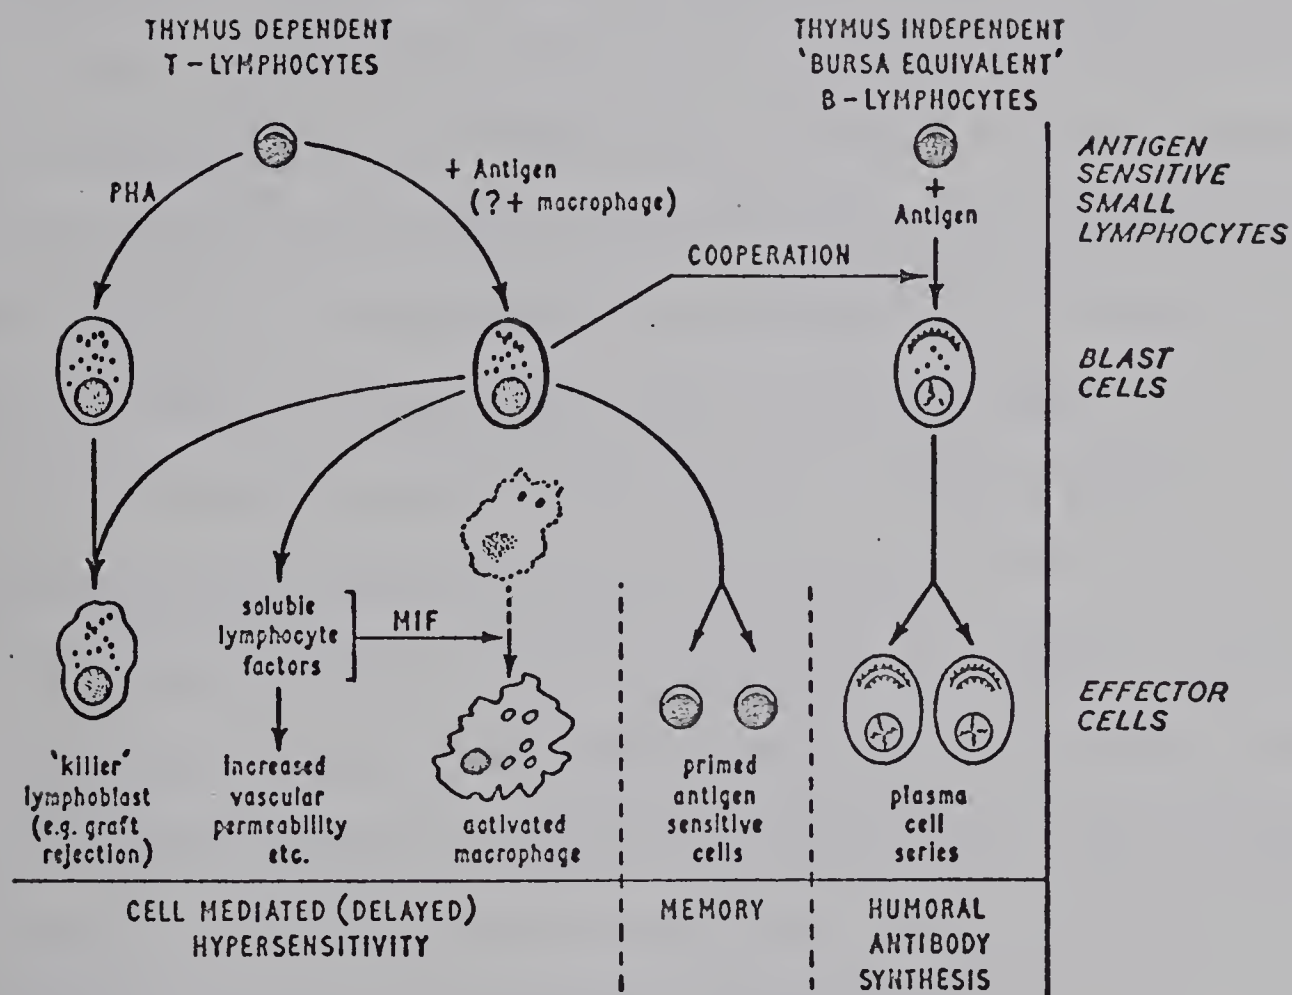 THYMUS DEPENDENT
T-LYMPHOCYTES
THYMUS INDEPENDENT
'BURSA EQUIVALENT'
B-LYMPHOCYTES
PHA
+ Antigen
(?+ macrophage)
+
Antigen
ANTIGEN
SENSITIVE
SMALL
LYMPHOCYTES
COOPERATION
BLAST
CELLS
soluble
lymphocyte
factors
MIF
EFFECTOR
CELLS
'killer'
lymphoblast
(e.g. graft
rejection)
increased
vascular
permeability
etc.
activated
macrophage
primed
antigen
sensitive
cells
plasma
cell
series
CELL MEDIATED (DELAYED)
HYPERSENSITIVITY
MEMORY
HUMORAL
ANTIBODY
SYNTHESIS